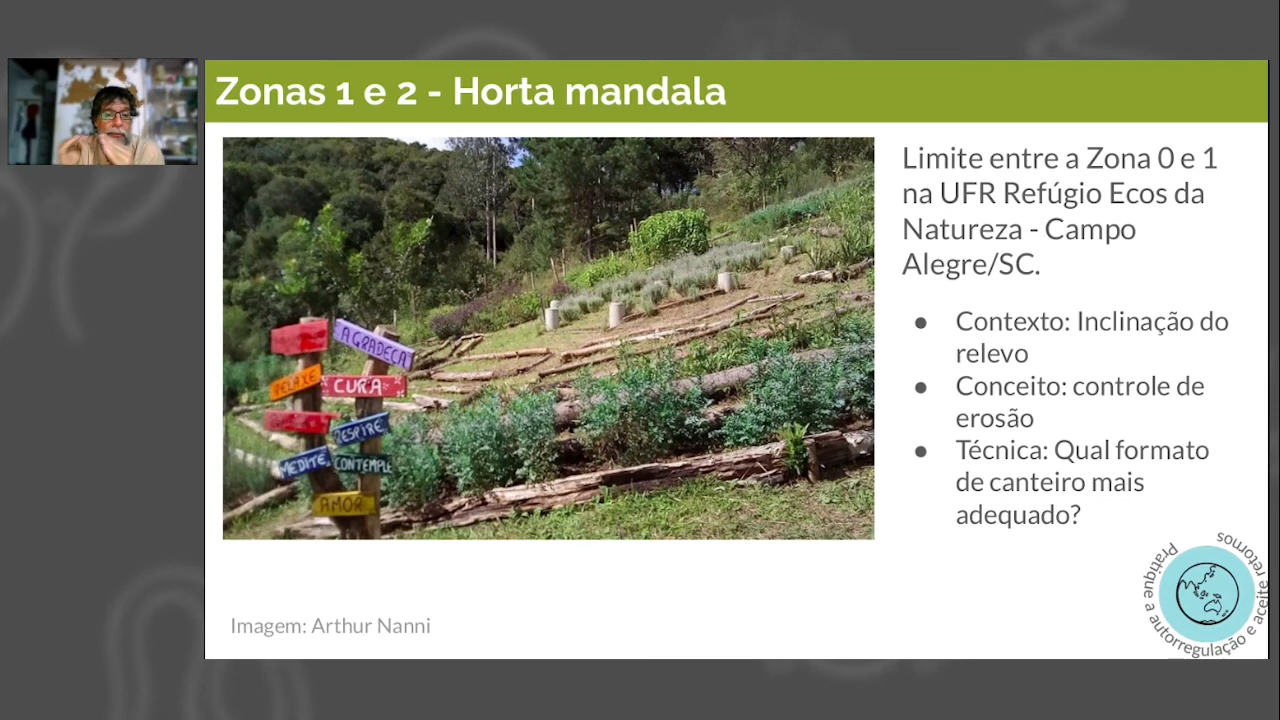 Zonas 1 e 2 - Horta mandala
Limite entre a Zona 0 e 1
na UFR Refúgio Ecos da
Natureza - Campo
Alegre/SC.
● Contexto: Inclinação do
relevo
● Conceito: controle de
erosão
● Técnica: Qual formato
de canteiro mais
adequado?
AGRADEÇA
RELAXE
CURA
RESPIRE
MEDITE
CONTEMPLE
AMOR
Imagem: Arthur Nanni
Pratique a autorregulação e aceite retornos